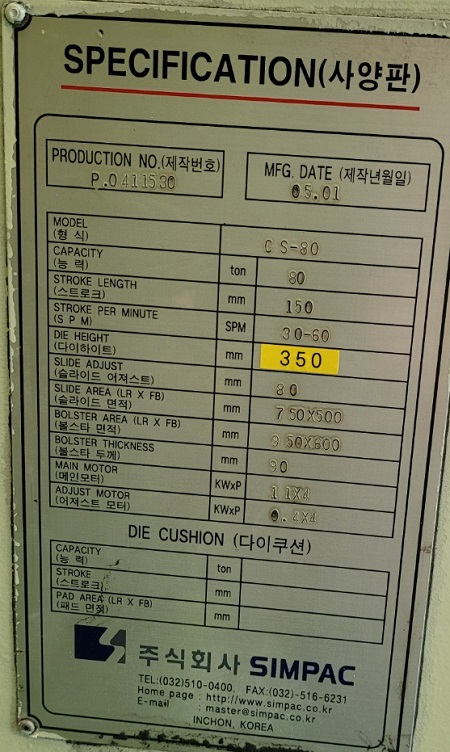 SPECIFICATION(사양판)
PRODUCTION NO.(제작번호)
P.0411530
MFG. DATE (제작년월일)
05.01
MODEL
(형 식)
CS-80
CAPACITY
(능 력)
ton
80
STROKE LENGTH
(스트로크)
mm
150
STROKE PER MINUTE
(S P M)
SPM
30-60
DIE HEIGHT
(다이하이트)
mm
350
SLIDE ADJUST
(슬라이드 어져스트)
mm
80
SLIDE AREA (LR X FB)
(슬라이드 면적)
mm
750X500
BOLSTER AREA (LR X FB)
(볼스타 면적)
mm
950X600
BOLSTER THICKNESS
(볼스타 두께)
mm
90
MAIN MOTOR
(메인모터)
KWxP
11X4
ADJUST MOTOR
(어져스트 모터)
KWxP
0.4X4
DIE CUSHION (다이쿠션)
CAPACITY
(능 력)
ton
STROKE
(스트로크)
mm
PAD AREA (LR X FB)
(패드 면적)
mm
주식회사 SIMPAC
TEL:(032)510-0400. FAX:(032)-516-6231
Home page : http://www.simpac.co.kr
E-mail : master@simpac.co.kr
INCHON, KOREA